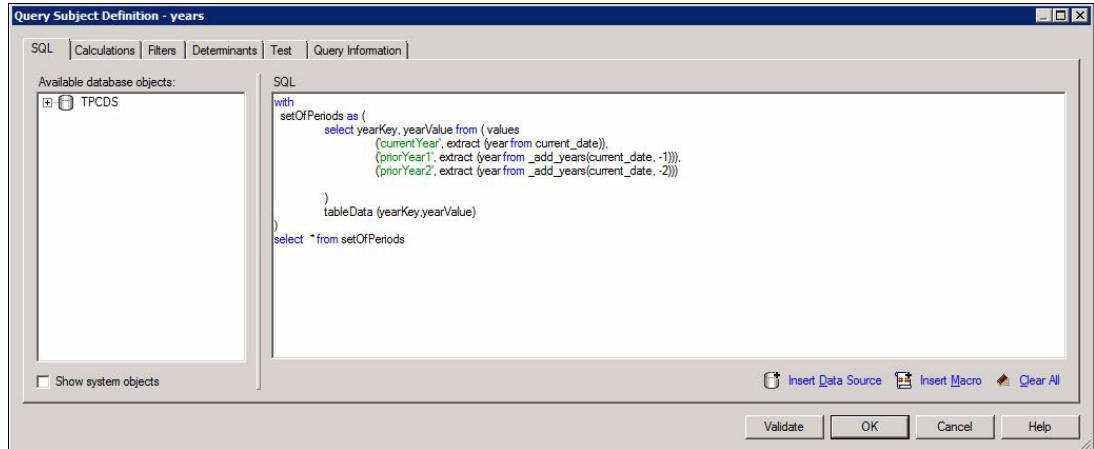 Query Subject Definition - years
SQL Calculations Filters Determinants Test Query Information
Available database objects:
TPCDS
Show system objects
SQL
with
setOfPeriods as (
select yearKey, yearValue from ( values
('currentYear', extract (year from current_date)),
('priorYear1', extract (year from _add_years(current_date, -1))),
('priorYear2', extract (year from _add_years(current_date, -2)))
)
tableData (yearKey,yearValue)
)
select * from setOfPeriods
Insert Data Source Insert Macro Clear All
Validate OK Cancel Help